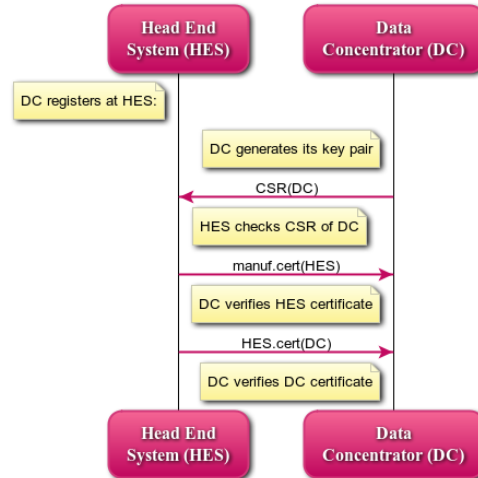 Head End
System (HES)
Data
Concentrator (DC)
DC registers at HES:
DC generates its key pair
CSR(DC)
HES checks CSR of DC
manuf.cert(HES)
DC verifies HES certificate
HES.cert(DC)
DC verifies DC certificate
Head End
System (HES)
Data
Concentrator (DC)